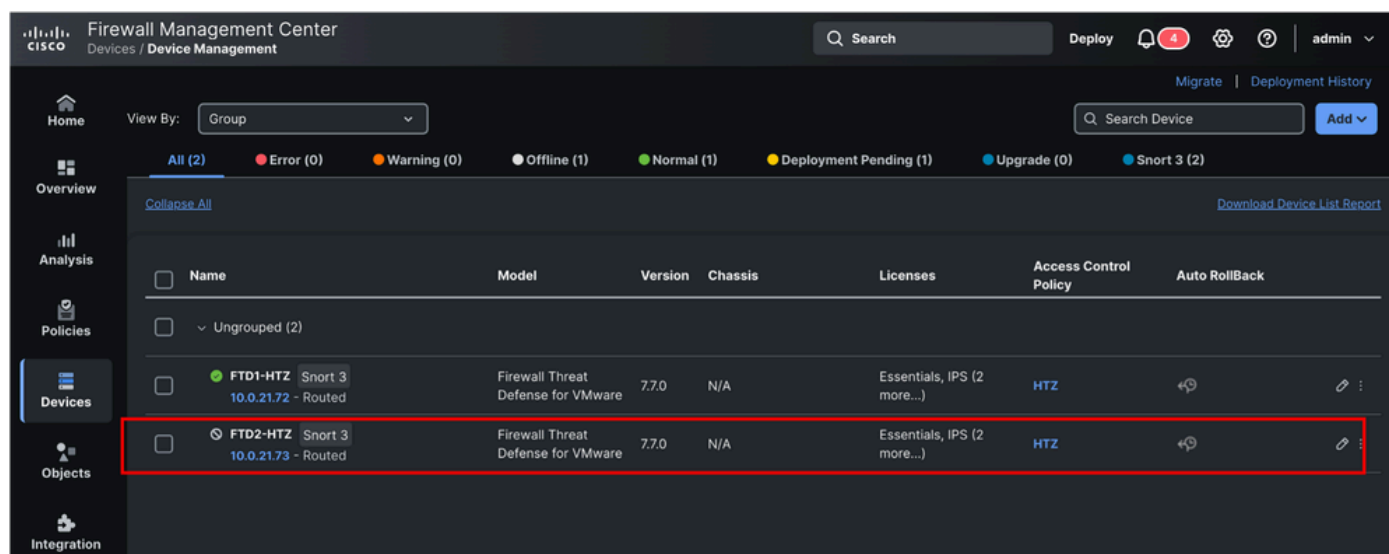 Firewall Management Center
CISCO
Devices / Device Management
Search
Deploy
4
admin
Migrate | Deployment History
Home
View By:
Group
Search Device
Add
All (2)
Error (0)
Warning (0)
Offline (1)
Normal (1)
Deployment Pending (1)
Upgrade (0)
Snort 3 (2)
Overview
Collapse All
Download Device List Report
Analysis
Name
Model
Version
Chassis
Licenses
Access Control
Policy
Auto RollBack
Policies
Ungrouped (2)
Devices
FTD1-HTZ Snort 3
10.0.21.72 - Routed
Firewall Threat
Defense for VMware
7.7.0
N/A
Essentials, IPS (2
more...)
HTZ
FTD2-HTZ Snort 3
10.0.21.73 - Routed
Firewall Threat
Defense for VMware
7.7.0
N/A
Essentials, IPS (2
more...)
HTZ
Objects
Integration